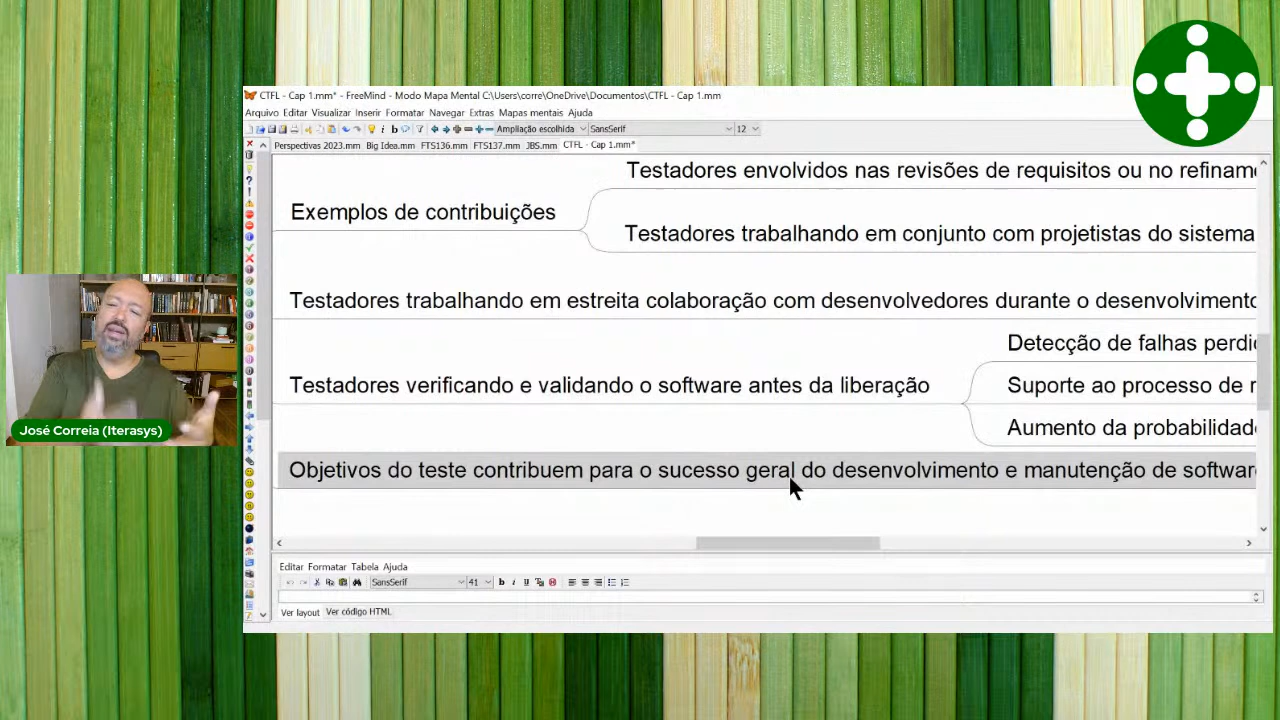 CTFL - Cap 1.mm* - FreeMind - Modo Mapa Mental C:\Users\corre\OneDrive\Documentos\CTFL - Cap 1.mm
Arquivo Editar Visualizar Inserir Formatar Navegar Extras Mapas mentais Ajuda
Ampliação escolhida SansSerif 12
Perspectivas 2023.mm Big Idea.mm FTS136.mm FTS137.mm JBS.mm CTFL - Cap 1.mm*
Testadores envolvidos nas revisões de requisitos ou no refiname
Exemplos de contribuições
Testadores trabalhando em conjunto com projetistas do sistema
Testadores trabalhando em estreita colaboração com desenvolvedores durante o desenvolvimento
Detecção de falhas perdid
Testadores verificando e validando o software antes da liberação
Suporte ao processo de r
Aumento da probabilidade
José Correia (Iterasys)
Objetivos do teste contribuem para o sucesso geral do desenvolvimento e manutenção de softwar
Editar Formatar Tabela Ajuda
SansSerif 41
Ver layout Ver código HTML